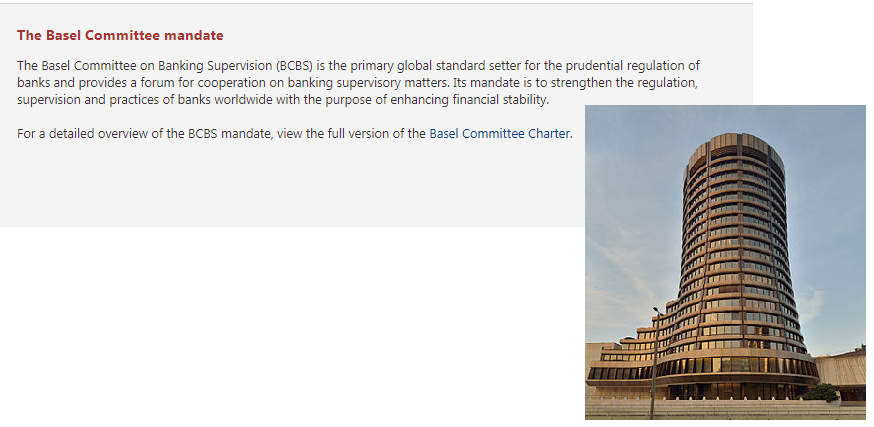 The Basel Committee mandate
The Basel Committee on Banking Supervision (BCBS) is the primary global standard setter for the prudential regulation of
banks and provides a forum for cooperation on banking supervisory matters. Its mandate is to strengthen the regulation,
supervision and practices of banks worldwide with the purpose of enhancing financial stability.
For a detailed overview of the BCBS mandate, view the full version of the Basel Committee Charter.